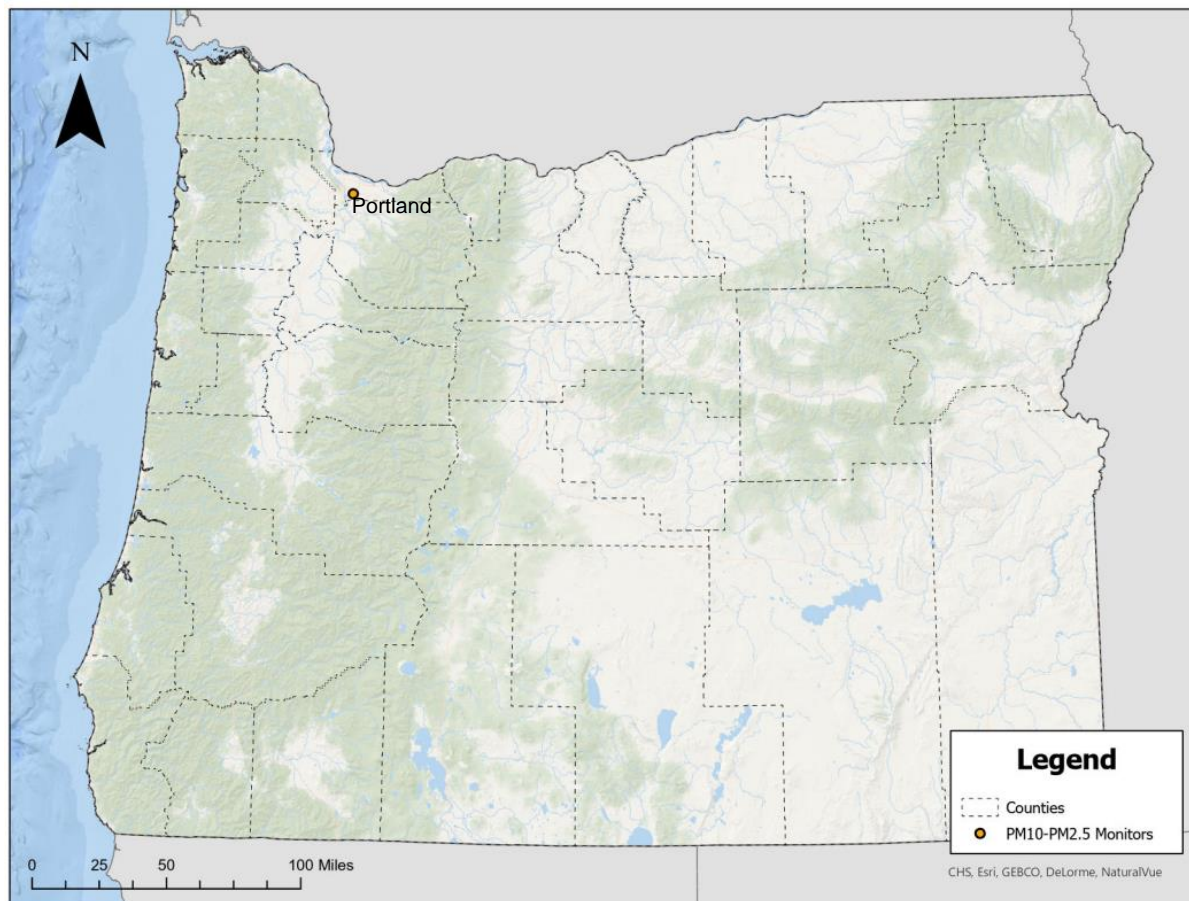 N
Portland
Legend
Counties
PM10-PM2.5 Monitors
0 25 50 100 Miles
CHS, Esri, GEBCO, DeLorme, NaturalVue